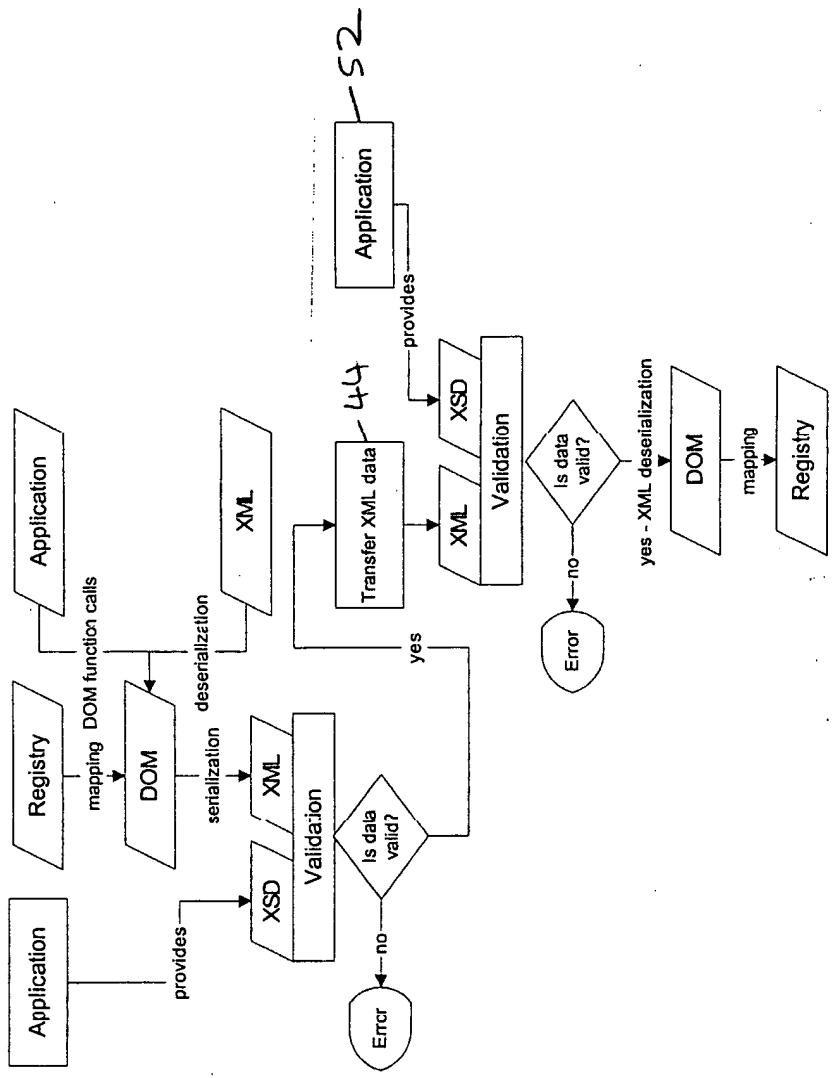 Application
Registry
Application
mapping
DOM function calls
provides
DOM
deserialization
serialization
XML
XSD
XML
Validation
Is data
valid?
no
Error
yes
Transfer XML data
44
Application
52
provides
XML
XSD
Validation
Is data
valid?
no
Error
yes - XML deserialization
DOM
mapping
Registry